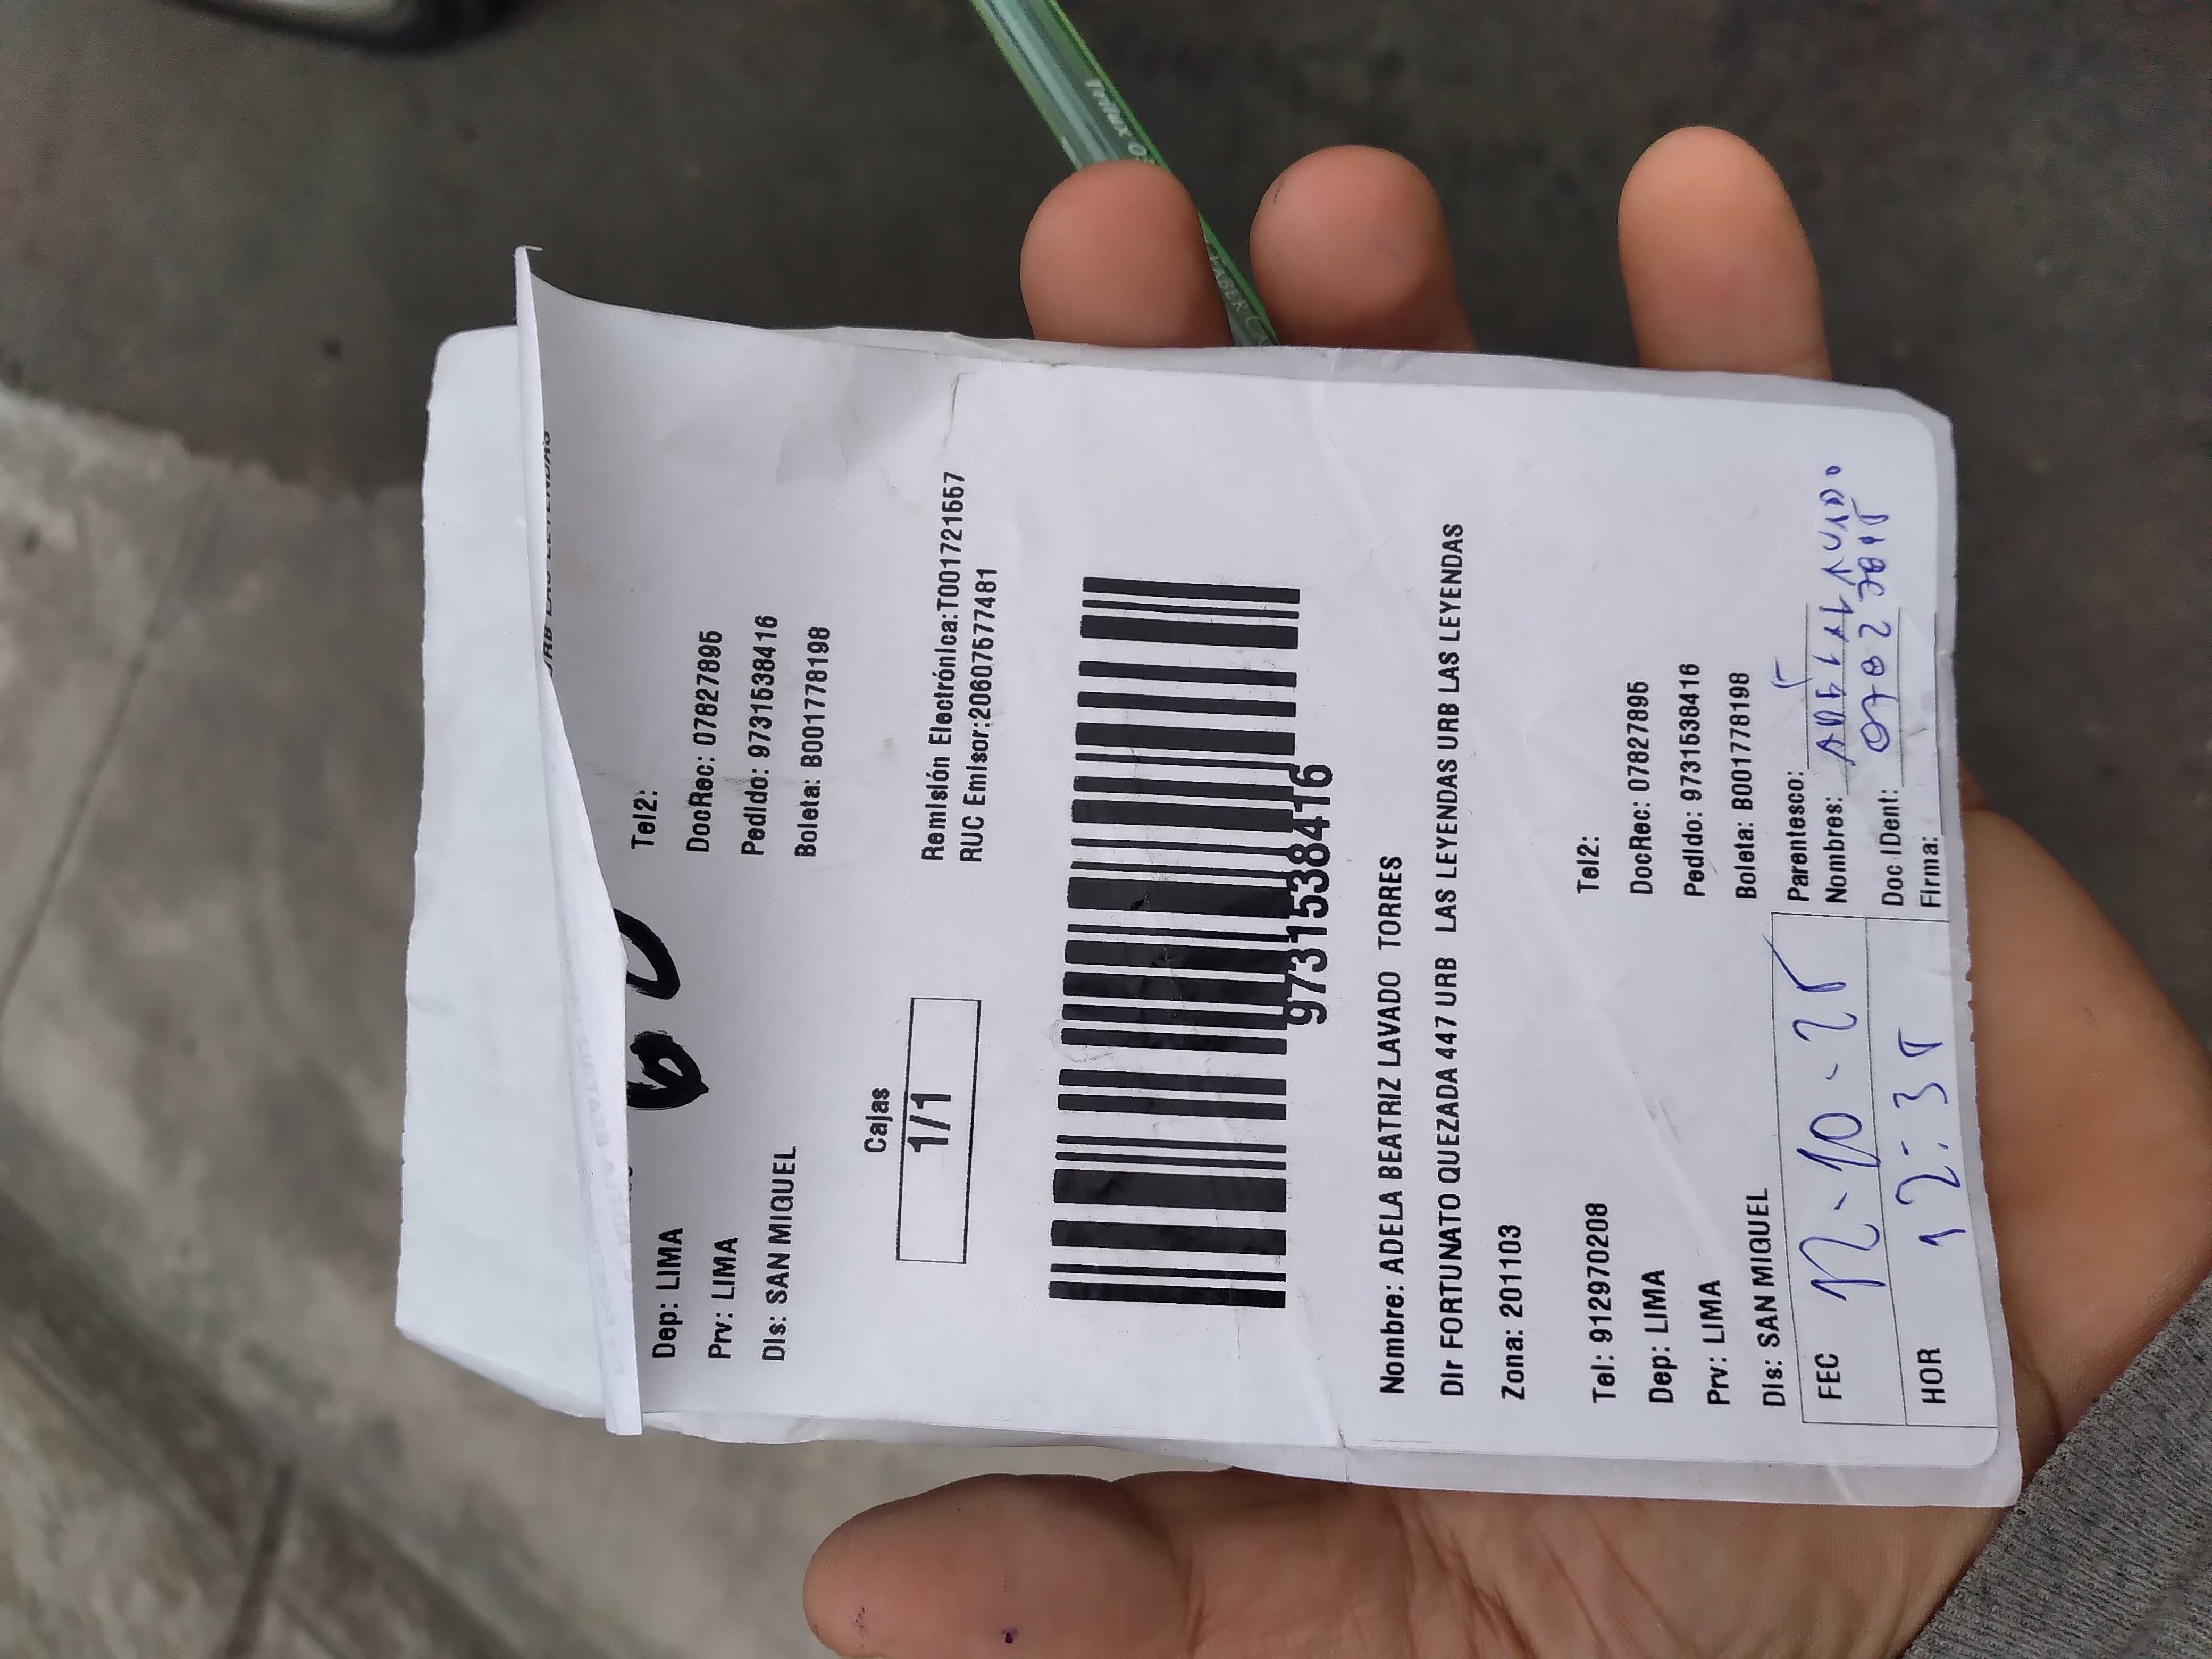 60
Dep: LIMA
Tel2:
Prv: LIMA
DocRec: 07827895
Dis: SAN MIGUEL
Pedido: 9731538416
Boleta: B001778198
Cajas
1/1
Remisión Electrónica:T001721557
RUC Emisor:20607577481
9731538416
Nombre: ADELA BEATRIZ LAVADO TORRES
Dir FORTUNATO QUEZADA 447 URB LAS LEYENDAS URB LAS LEYENDAS
Zona: 201103
Tel: 912970208
Tel2:
Dep: LIMA
DocRec: 07827895
Prv: LIMA
Pedido: 9731538416
Dis: SAN MIGUEL
Boleta: B001778198
FEC 12-10-25
Parentesco: T
Nombres:
HOR 12:35
Doc IDent:
Firma:
FABER